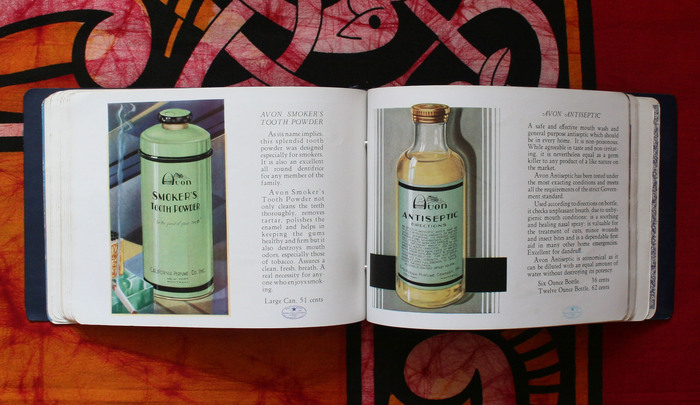 Avon
SMOKER'S
TOOTH POWDER
CALIFORNIA PERFUME CO., INC.
AVON SMOKER'S
TOOTH POWDER
As its name implies,
this splendid tooth
powder was designed
especially for smokers.
It is also an excellent
all round dentifrice
for any member of the
family.
Avon Smoker's
Tooth Powder not
only cleans the teeth
thoroughly, removes
tartar, polishes the
enamel and helps in
keeping the gums
healthy and firm but it
also destroys mouth
odors, especially those
of tobacco. Assures a
clean, fresh, breath. A
real necessity for any-
one who enjoys smok-
ing.
Large Can, 51 cents
Avon
ANTISEPTIC
DIRECTIONS
AVON ANTISEPTIC
A safe and effective mouth wash and
general purpose antiseptic which should
be in every home. It is non-poisonous.
While agreeable in taste and non-irritat-
ing, it is nevertheless equal as a germ
killer to any product of a like nature on
the market.
Avon Antiseptic has been tested under
the most exacting conditions and meets
all the requirements of the strict Govern-
ment standard.
Used according to directions on bottle,
it checks unpleasant breath, due to unhy-
gienic mouth conditions; is a soothing
and healing nasal spray; is valuable for
the treatment of cuts, minor wounds
and insect bites and is a dependable first
aid in many other home emergencies.
Excellent for dandruff.
Avon Antiseptic is economical as it
can be diluted with an equal amount of
water without destroying its potency.
Six Ounce Bottle 36 cents
Twelve Ounce Bottle, 62 cents